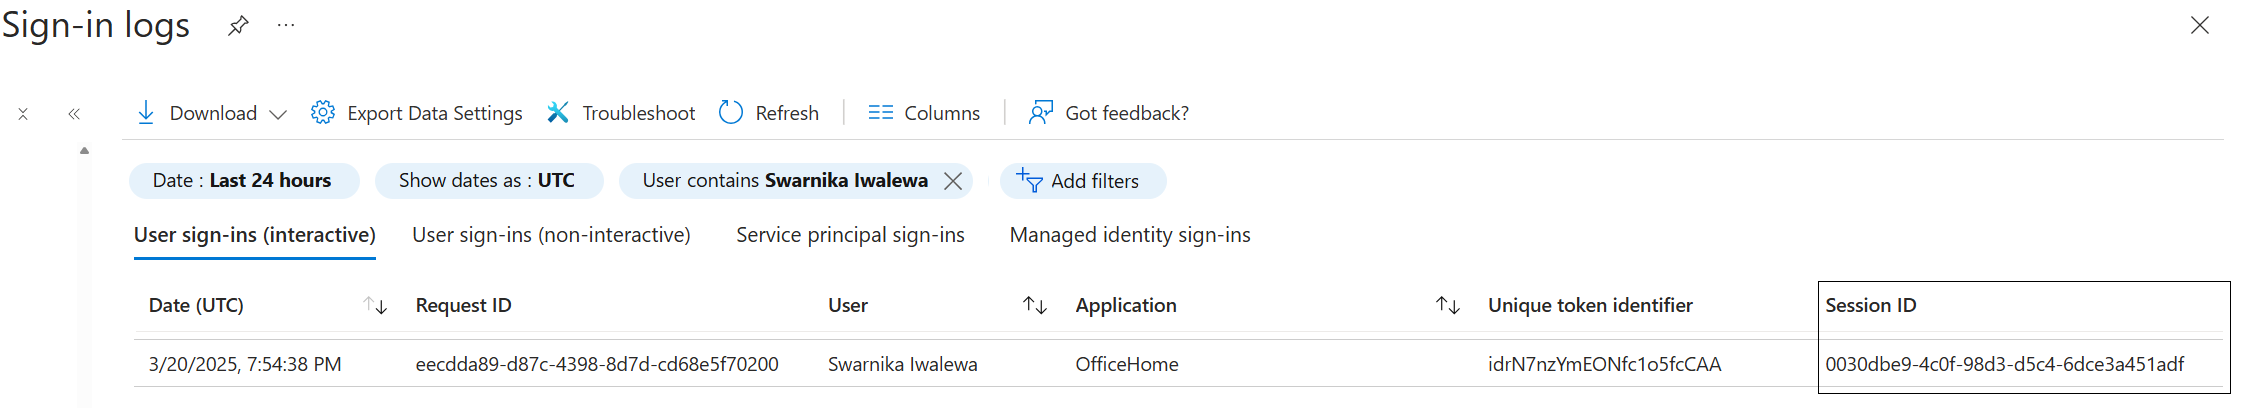 Sign-in logs
Download Export Data Settings Troubleshoot Refresh Columns Got feedback?
Date : Last 24 hours Show dates as : UTC User contains Swarnika Iwalewa Add filters
User sign-ins (interactive) User sign-ins (non-interactive) Service principal sign-ins Managed identity sign-ins
Date (UTC) Request ID User Application Unique token identifier Session ID
3/20/2025, 7:54:38 PM eecdda89-d87c-4398-8d7d-cd68e5f70200 Swarnika Iwalewa OfficeHome idrN7nzYmEONfc1o5fcCAA 0030dbe9-4c0f-98d3-d5c4-6dce3a451adf